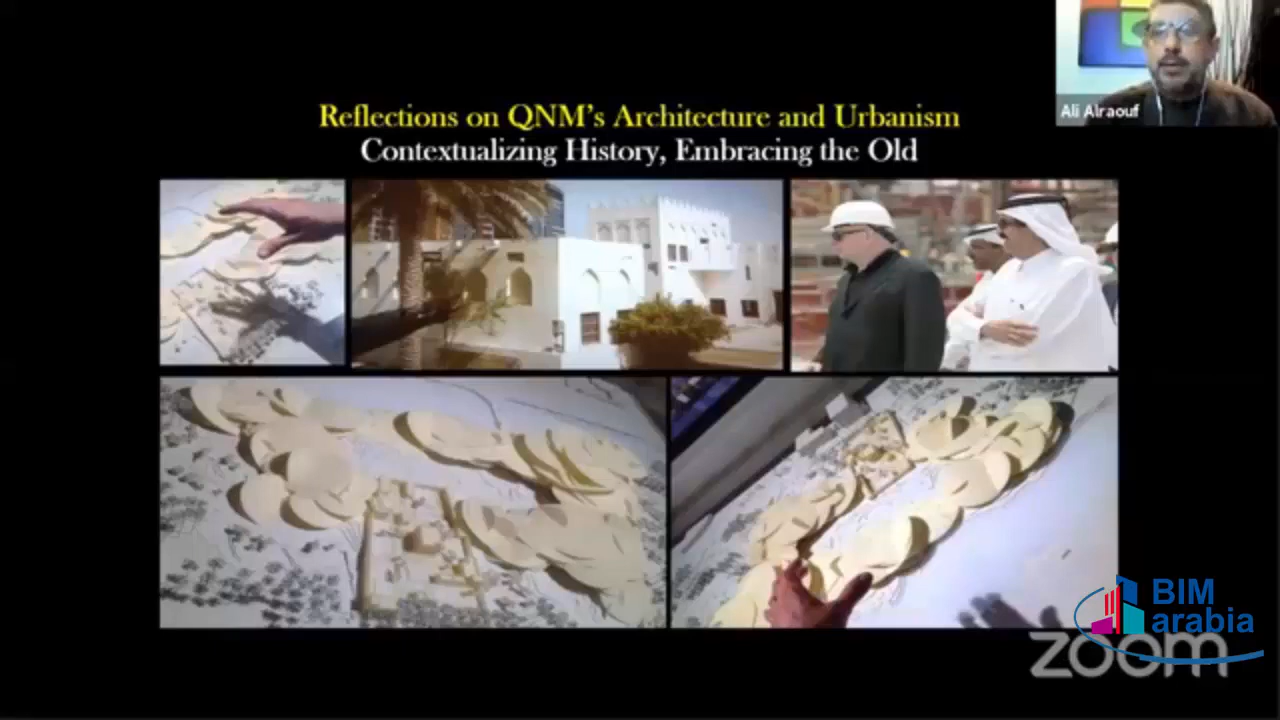 Ali Alraouf
Reflections on QNM's Architecture and Urbanism
Contextualizing History, Embracing the Old
BIM
arabia
zoom